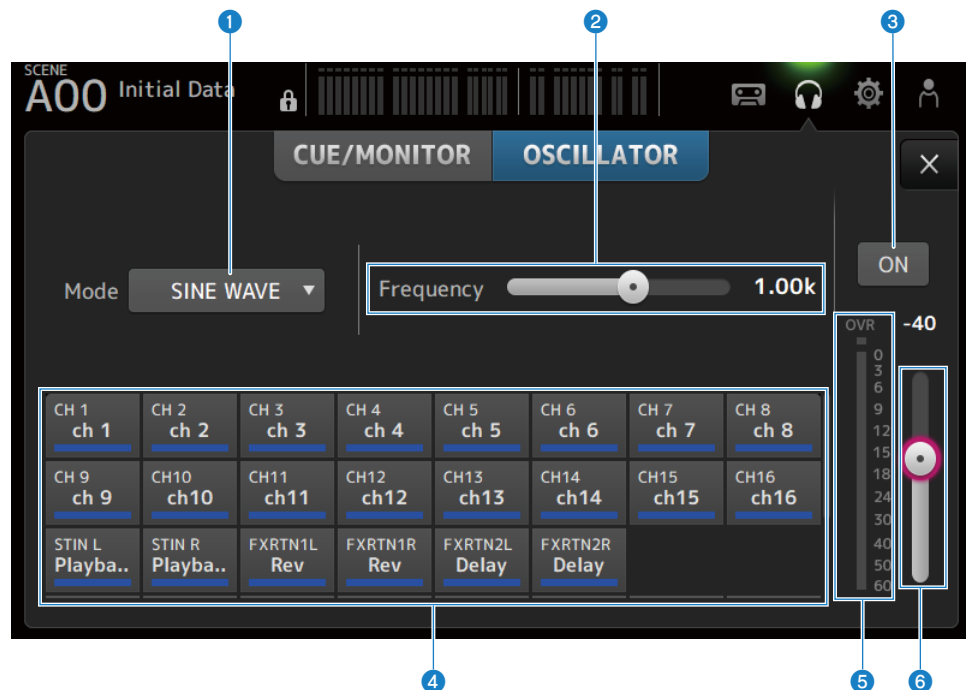 1 2 3
SCENE
A00 Initial Data
CUE/MONITOR OSCILLATOR
Mode SINE WAVE Frequency 1.00k ON
OVR -40
0
3
6
9
12
15
18
24
30
40
50
60
CH 1 CH 2 CH 3 CH 4 CH 5 CH 6 CH 7 CH 8
ch 1 ch 2 ch 3 ch 4 ch 5 ch 6 ch 7 ch 8
CH 9 CH10 CH11 CH12 CH13 CH14 CH15 CH16
ch 9 ch10 ch11 ch12 ch13 ch14 ch15 ch16
STIN L STIN R FXRTN1L FXRTN1R FXRTN2L FXRTN2R
Playba.. Playba.. Rev Rev Delay Delay
4 5 6